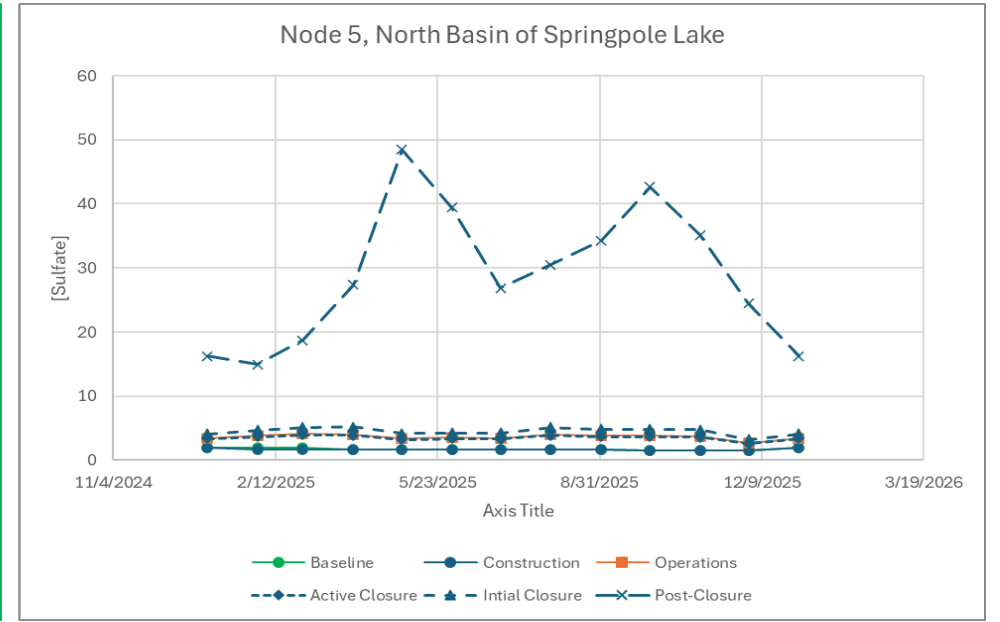 Node 5, North Basin of Springpole Lake
60
50
40
30
20
10
0
[Sulfate]
11/4/2024 2/12/2025 5/23/2025 8/31/2025 12/9/2025 3/19/2026
Axis Title
Baseline Construction Operations
Active Closure Intial Closure Post-Closure